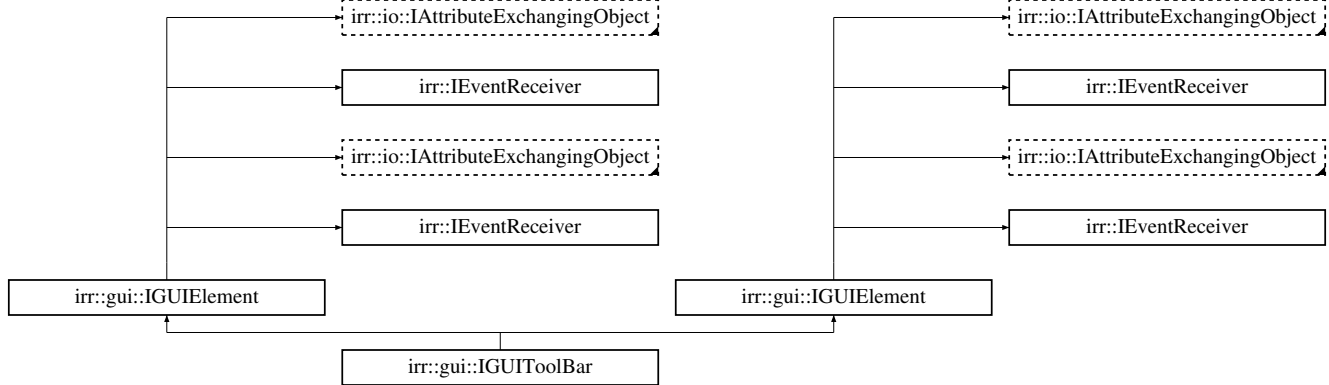 irr::io::IAttributeExchangingObject irr::io::IAttributeExchangingObject
irr::IEventReceiver irr::IEventReceiver
irr::io::IAttributeExchangingObject irr::io::IAttributeExchangingObject
irr::IEventReceiver irr::IEventReceiver
irr::gui::IGUIElement irr::gui::IGUIElement
irr::gui::IGUIToolBar